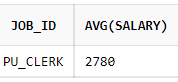 JOB_ID AVG(SALARY)
PU_CLERK 2780